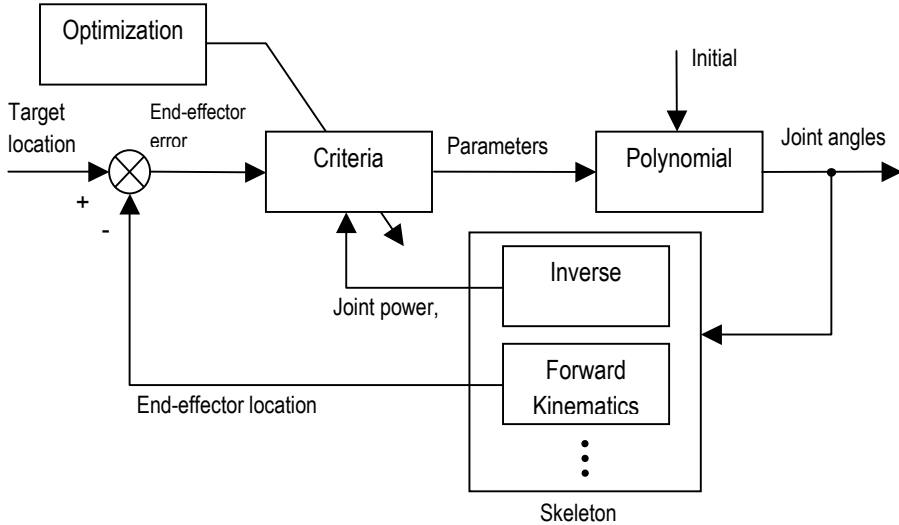 Optimization
Initial
Target
location
End-effector
error
Criteria
Parameters
Polynomial
Joint angles
+
-
Inverse
Joint power,
Forward
Kinematics
End-effector location
Skeleton